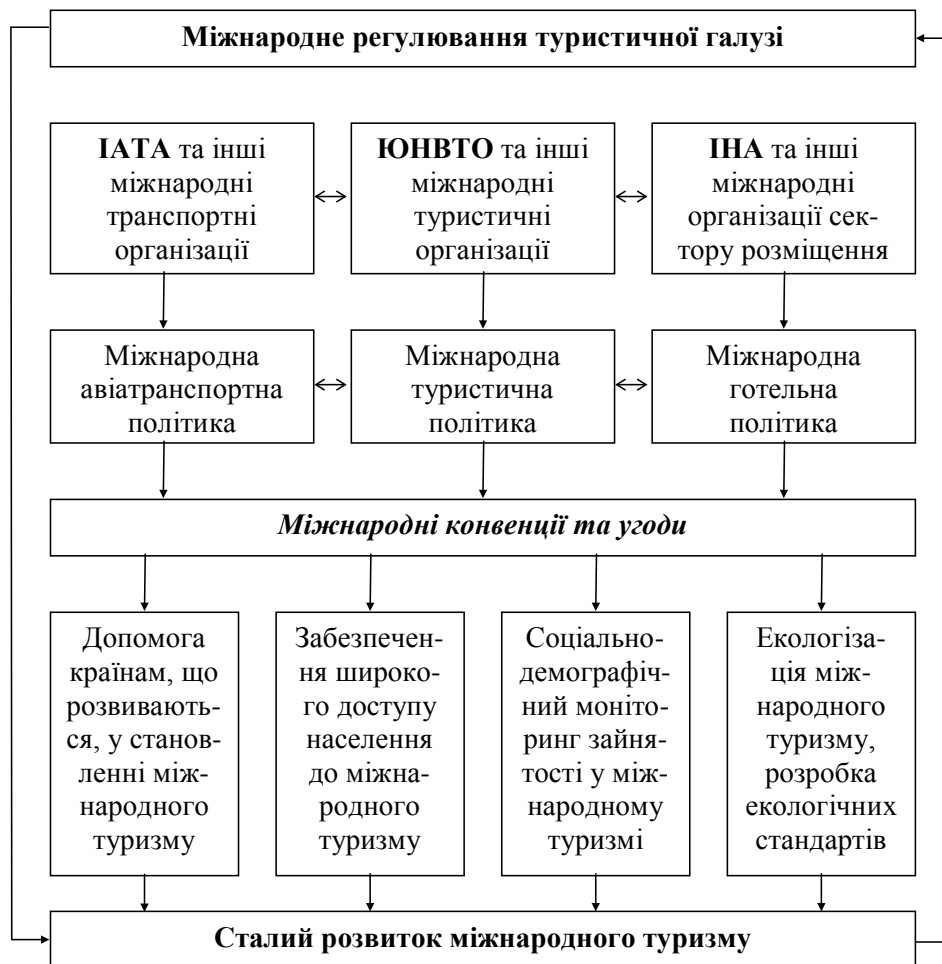 Міжнародне регулювання туристичної галузі
ІАТА та інші
міжнародні
транспортні
організації
ЮНВТО та інші
міжнародні
туристичні
організації
ІНА та інші
міжнародні
організації сек-
тору розміщення
Міжнародна
авіатранспортна
політика
Міжнародна
туристична
політика
Міжнародна
готельна
політика
Міжнародні конвенції та угоди
Допомога
країнам, що
розвивають-
ся, у станов-
ленні між-
народного
туризму
Забезпечен-
ня широко-
го доступу
населення
до міжна-
родного
туризму
Соціально-
демографіч-
ний моніто-
ринг зайня-
тості у між-
народному
туризмі
Екологіза-
ція між-
народного
туризму,
розробка
екологічних
стандартів
Сталий розвиток міжнародного туризму